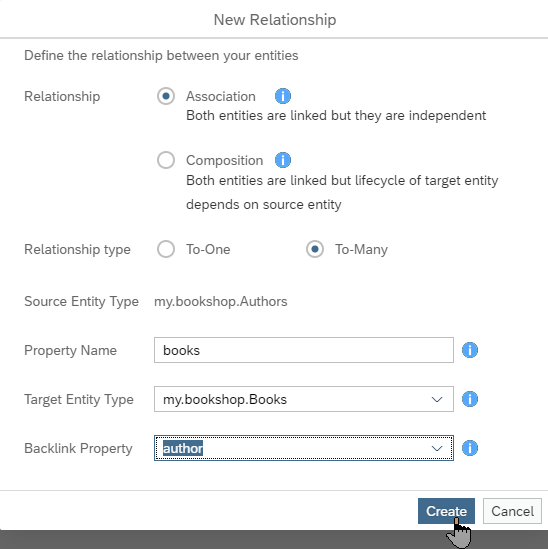 New Relationship
Define the relationship between your entities
Relationship
Association
Both entities are linked but they are independent
Composition
Both entities are linked but lifecycle of target entity
depends on source entity
Relationship type To-One To-Many
Source Entity Type my.bookshop.Authors
Property Name books
Target Entity Type my.bookshop.Books
Backlink Property author
Create Cancel